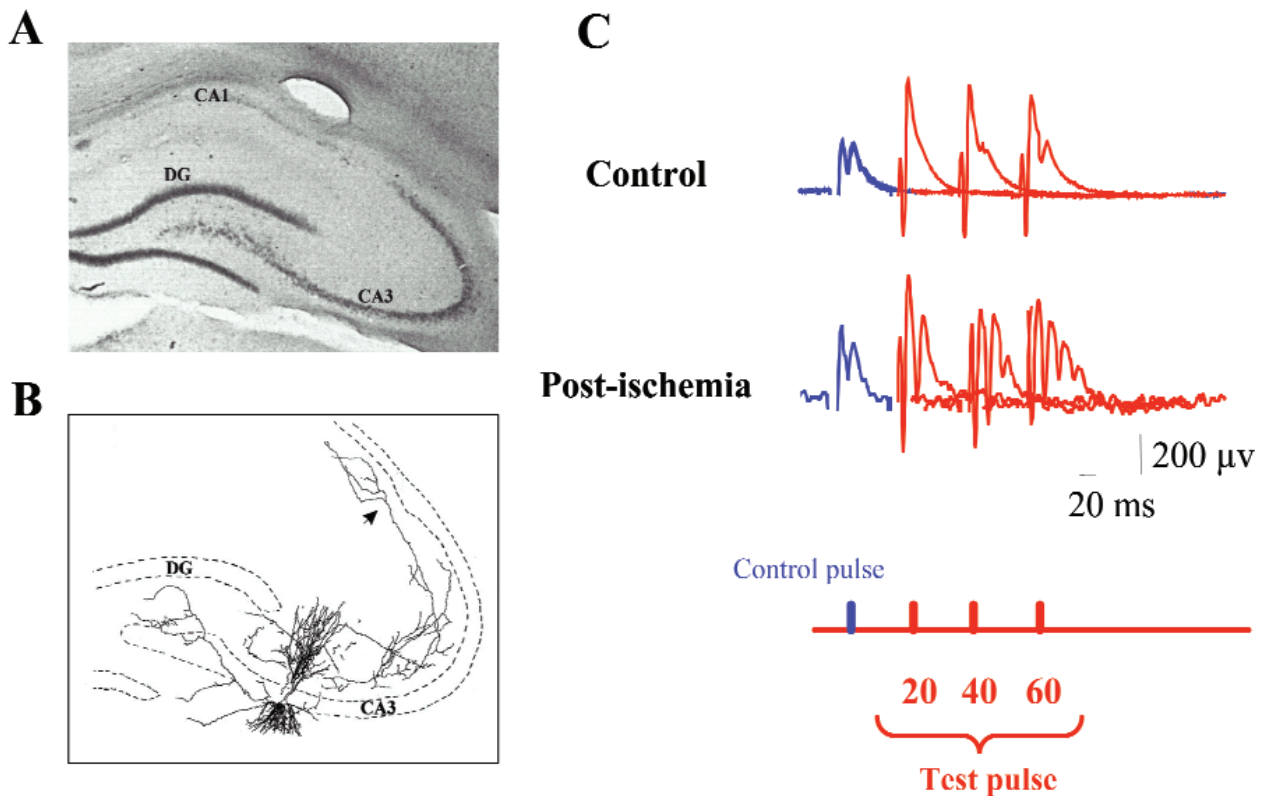 A
CA1
DG
CA3
B
DG
CA3
C
Control
Post-ischemia
200 μv
20 ms
Control pulse
20 40 60
Test pulse